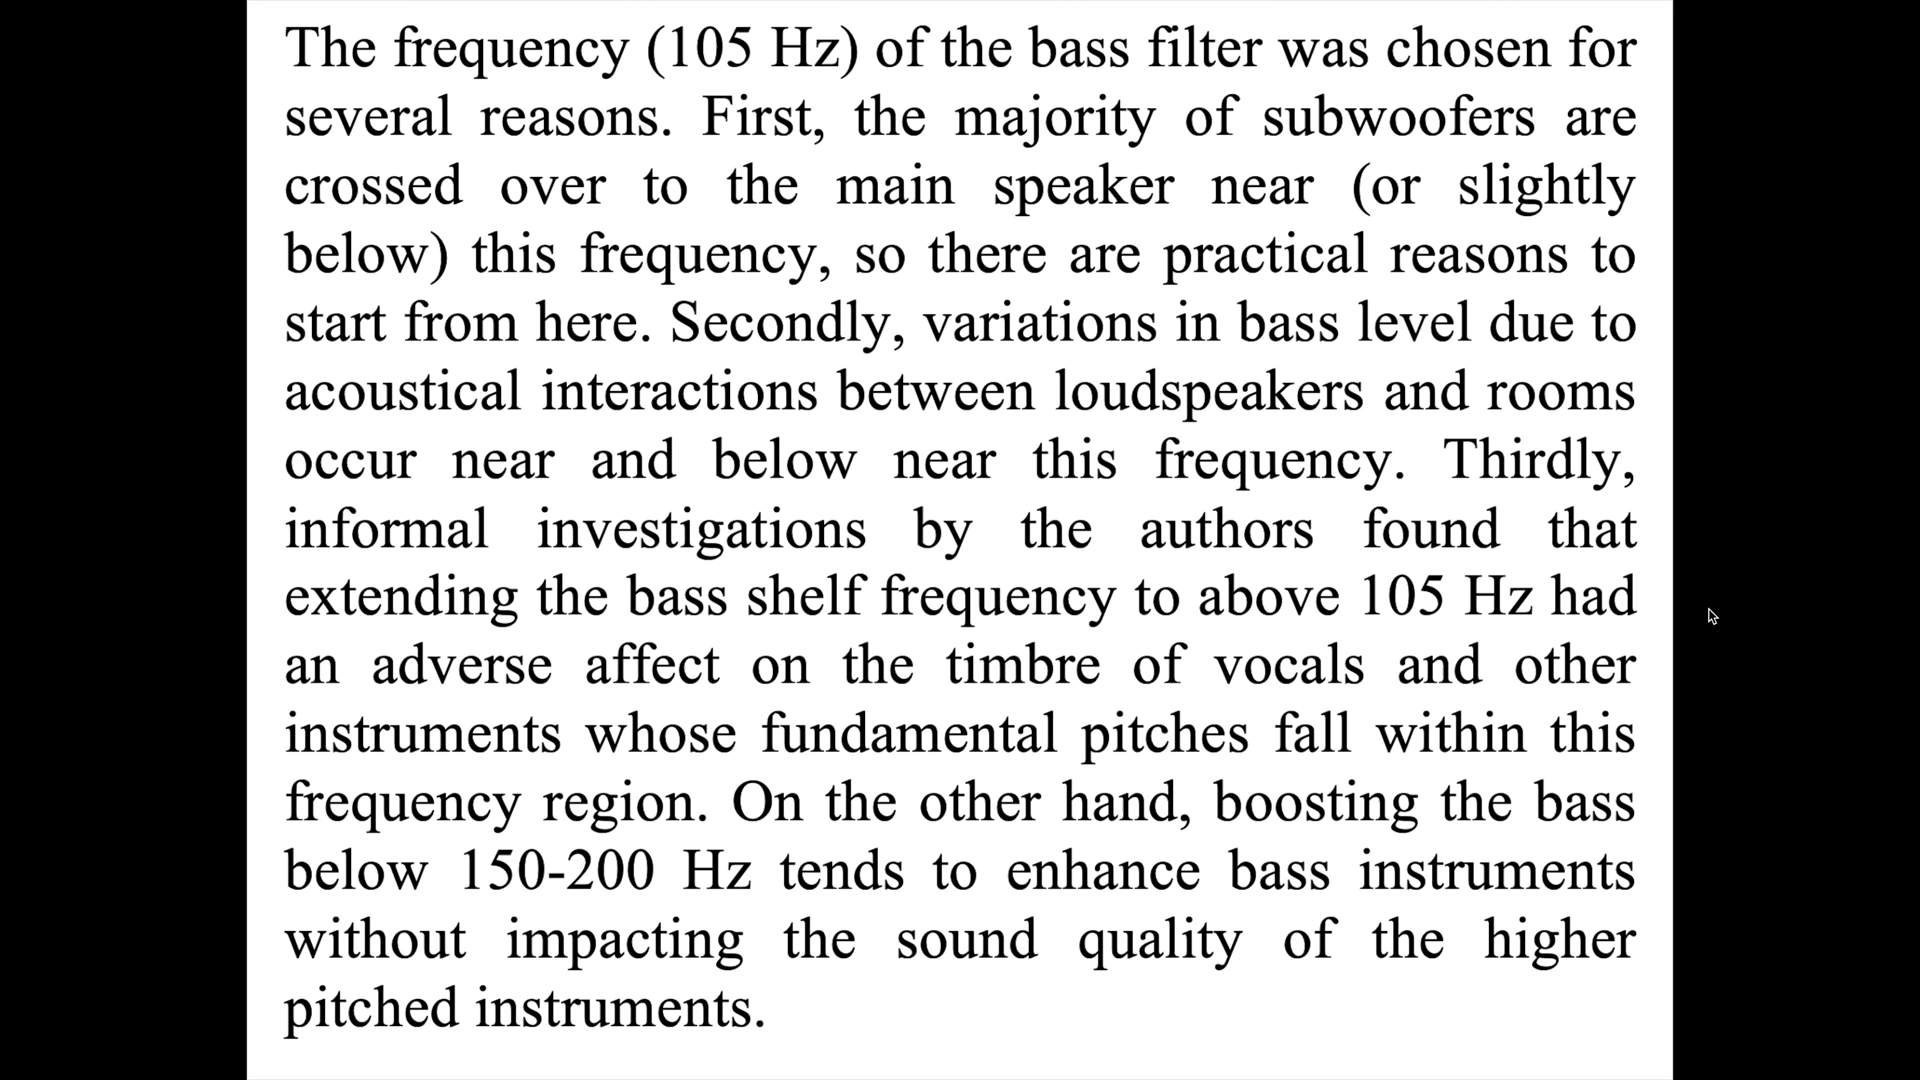 The frequency (105 Hz) of the bass filter was chosen for
several reasons. First, the majority of subwoofers are
crossed over to the main speaker near (or slightly
below) this frequency, so there are practical reasons to
start from here. Secondly, variations in bass level due to
acoustical interactions between loudspeakers and rooms
occur near and below near this frequency. Thirdly,
informal investigations by the authors found that
extending the bass shelf frequency to above 105 Hz had
an adverse affect on the timbre of vocals and other
instruments whose fundamental pitches fall within this
frequency region. On the other hand, boosting the bass
below 150-200 Hz tends to enhance bass instruments
without impacting the sound quality of the higher
pitched instruments.